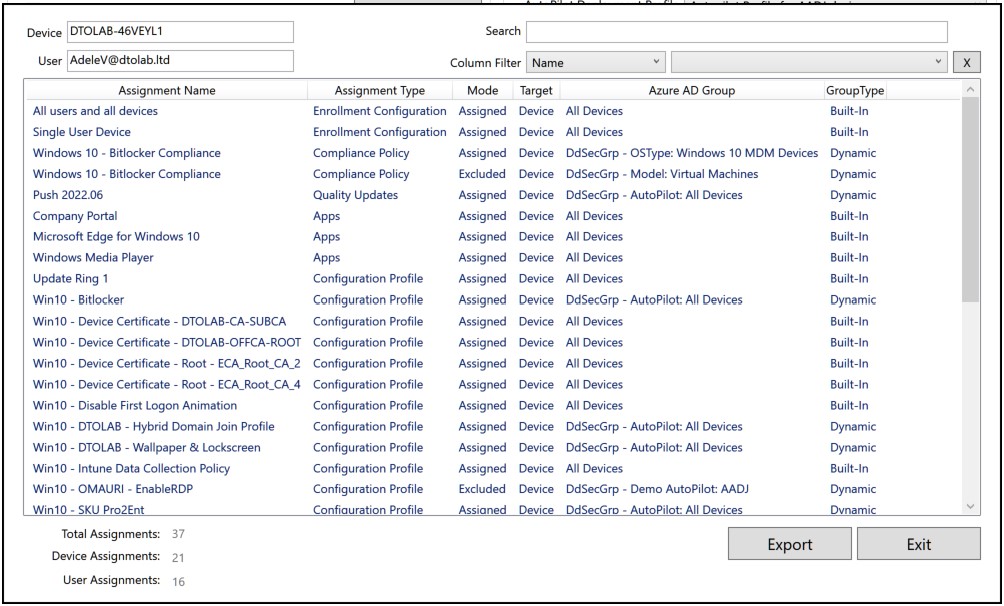 Device DTOLAB-46VEYL1 Search
User AdeleV@dtolab.ltd Column Filter Name X
Assignment Name Assignment Type Mode Target Azure AD Group GroupType
All users and all devices Enrollment Configuration Assigned Device All Devices Built-In
Single User Device Enrollment Configuration Assigned Device All Devices Built-In
Windows 10 - Bitlocker Compliance Compliance Policy Assigned Device DdSecGrp - OSType: Windows 10 MDM Devices Dynamic
Windows 10 - Bitlocker Compliance Compliance Policy Excluded Device DdSecGrp - Model: Virtual Machines Dynamic
Push 2022.06 Quality Updates Assigned Device DdSecGrp - AutoPilot: All Devices Dynamic
Company Portal Apps Assigned Device All Devices Built-In
Microsoft Edge for Windows 10 Apps Assigned Device All Devices Built-In
Windows Media Player Apps Assigned Device All Devices Built-In
Update Ring 1 Configuration Profile Assigned Device All Devices Built-In
Win10 - Bitlocker Configuration Profile Assigned Device DdSecGrp - AutoPilot: All Devices Dynamic
Win10 - Device Certificate - DTOLAB-CA-SUBCA Configuration Profile Assigned Device All Devices Built-In
Win10 - Device Certificate - DTOLAB-OFFCA-ROOT Configuration Profile Assigned Device All Devices Built-In
Win10 - Device Certificate - Root - ECA_Root_CA_2 Configuration Profile Assigned Device All Devices Built-In
Win10 - Device Certificate - Root - ECA_Root_CA_4 Configuration Profile Assigned Device All Devices Built-In
Win10 - Disable First Logon Animation Configuration Profile Assigned Device All Devices Built-In
Win10 - DTOLAB - Hybrid Domain Join Profile Configuration Profile Assigned Device DdSecGrp - AutoPilot: All Devices Dynamic
Win10 - DTOLAB - Wallpaper & Lockscreen Configuration Profile Assigned Device DdSecGrp - AutoPilot: All Devices Dynamic
Win10 - Intune Data Collection Policy Configuration Profile Assigned Device All Devices Built-In
Win10 - OMAURI - EnableRDP Configuration Profile Excluded Device DdSecGrp - Demo AutoPilot: AADJ Dynamic
Win10 - SKU Pro2Ent Configuration Profile Assigned Device DdSecGrp - AutoPilot: All Devices Dynamic
Total Assignments: 37
Device Assignments: 21
User Assignments: 16
Export Exit